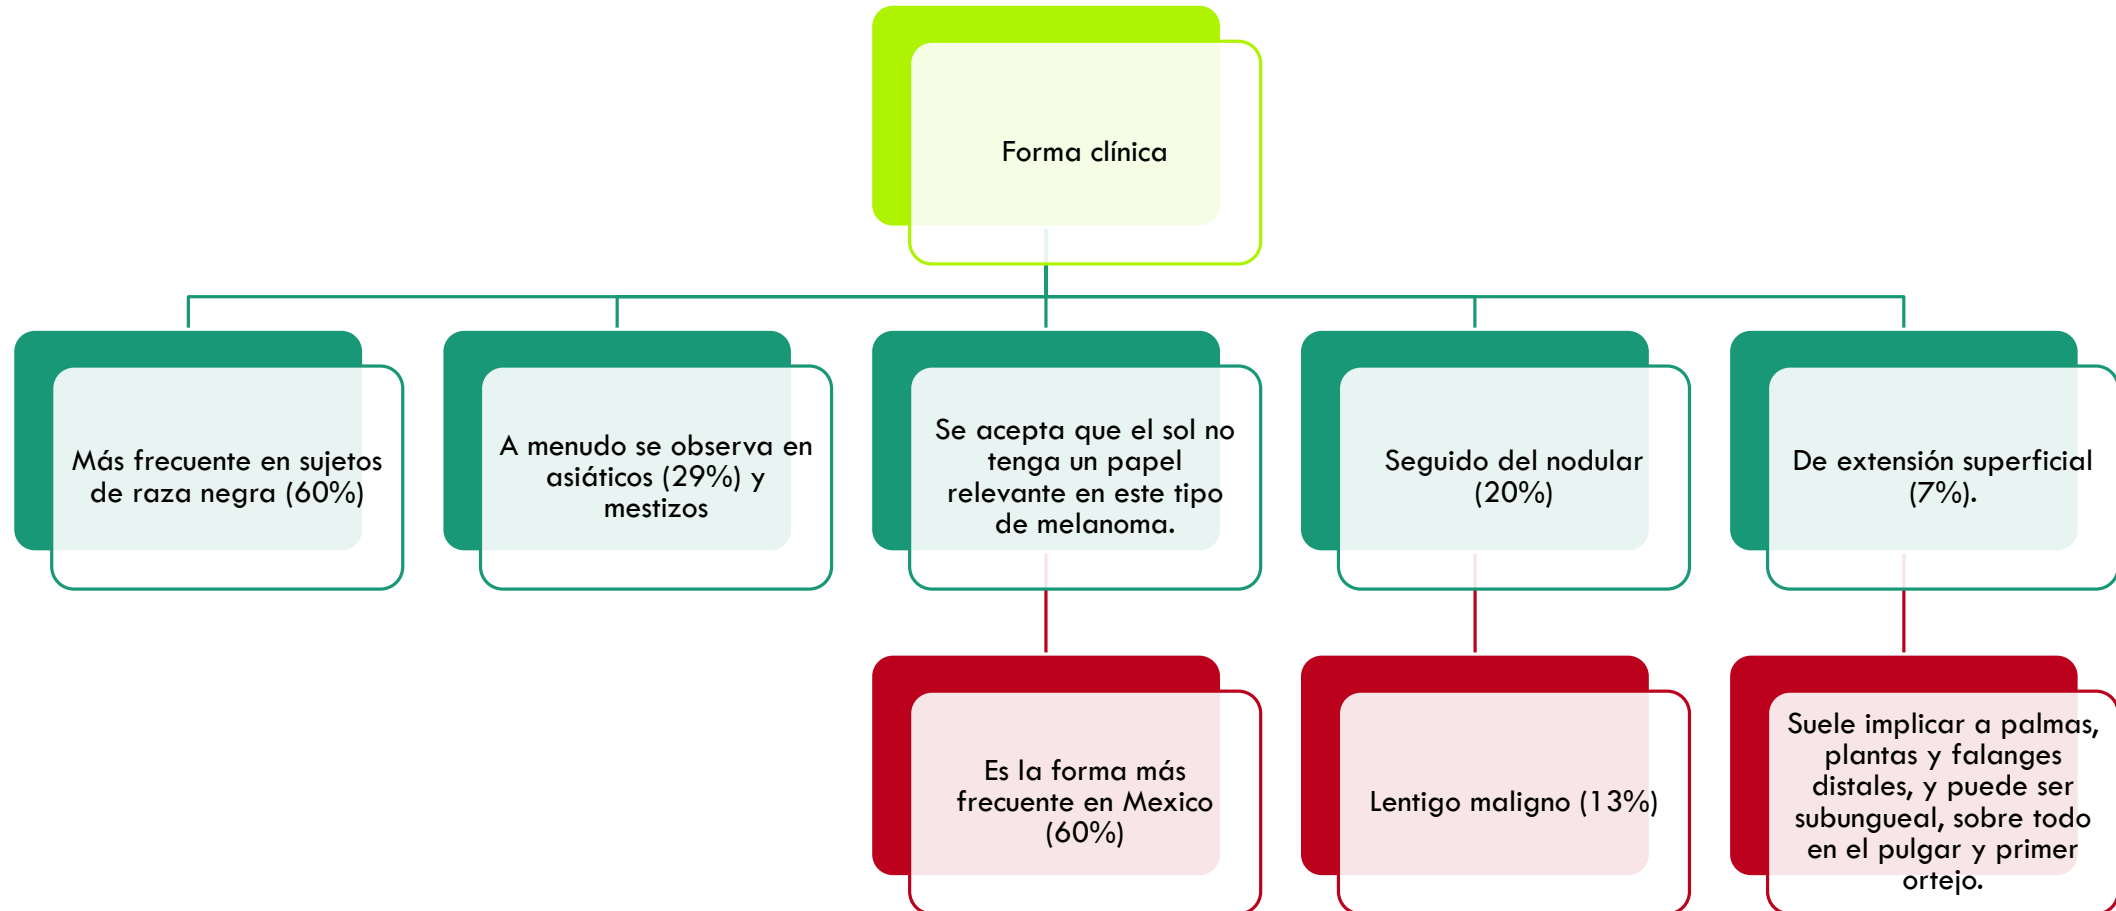 Forma clínica
Más frecuente en sujetos
de raza negra (60%)
A menudo se observa en
asiáticos (29%) y
mestizos
Se acepta que el sol no
tenga un papel
relevante en este tipo
de melanoma.
Seguido del nodular
(20%)
De extensión superficial
(7%).
Es la forma más
frecuente en Mexico
(60%)
Lentigo maligno (13%)
Suele implicar a palmas,
plantas y falanges
distales, y puede ser
subungueal, sobre todo
en el pulgar y primer
ortejo.